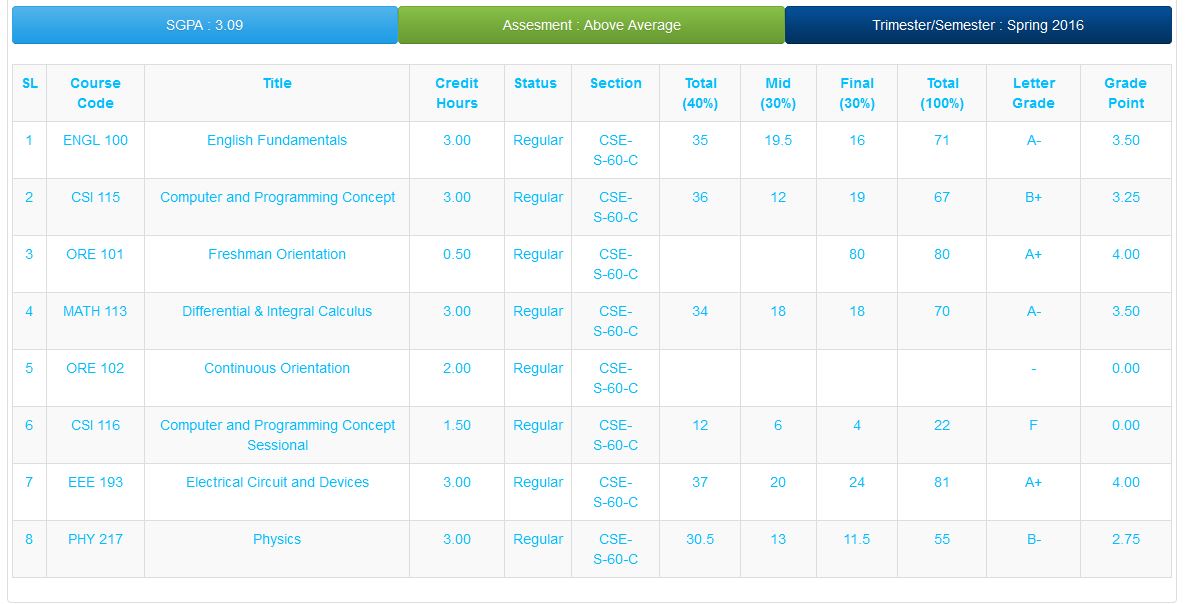 SGPA : 3.09 Assesment : Above Average Trimester/Semester : Spring 2016
SL Course Code Title Credit Hours Status Section Total (40%) Mid (30%) Final (30%) Total (100%) Letter Grade Grade Point
1 ENGL 100 English Fundamentals 3.00 Regular CSE-S-60-C 35 19.5 16 71 A- 3.50
2 CSI 115 Computer and Programming Concept 3.00 Regular CSE-S-60-C 36 12 19 67 B+ 3.25
3 ORE 101 Freshman Orientation 0.50 Regular CSE-S-60-C 80 80 A+ 4.00
4 MATH 113 Differential & Integral Calculus 3.00 Regular CSE-S-60-C 34 18 18 70 A- 3.50
5 ORE 102 Continuous Orientation 2.00 Regular CSE-S-60-C - 0.00
6 CSI 116 Computer and Programming Concept Sessional 1.50 Regular CSE-S-60-C 12 6 4 22 F 0.00
7 EEE 193 Electrical Circuit and Devices 3.00 Regular CSE-S-60-C 37 20 24 81 A+ 4.00
8 PHY 217 Physics 3.00 Regular CSE-S-60-C 30.5 13 11.5 55 B- 2.75